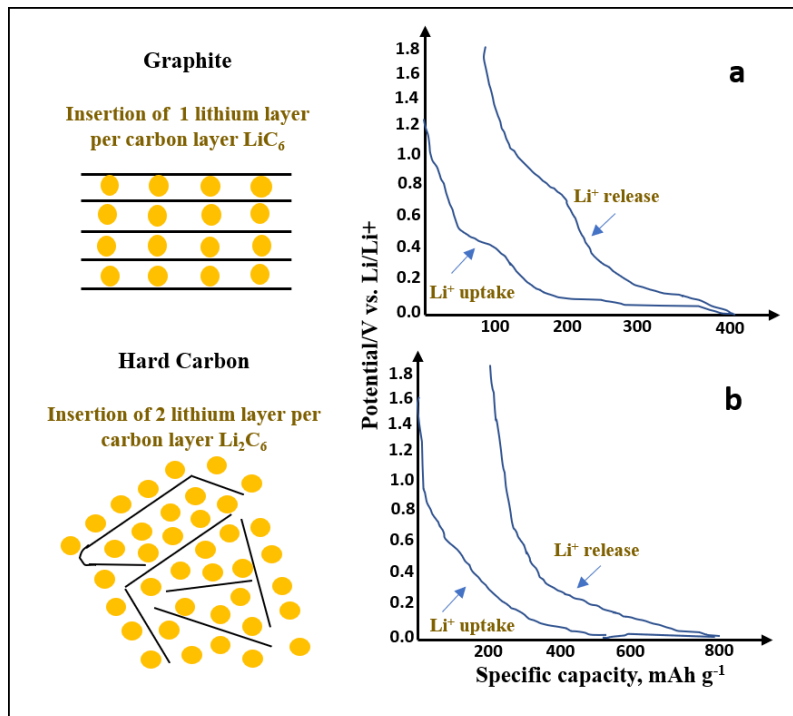 Graphite
Insertion of 1 lithium layer
per carbon layer LiC₆
Hard Carbon
Insertion of 2 lithium layer per
carbon layer Li₂C₆
Potential/V vs. Li/Li+
a
1.8
1.6
1.4
1.2
1.0
0.8
0.6
0.4
0.2
0.0
Li⁺ release
Li⁺ uptake
100
200
300
400
b
1.8
1.6
1.4
1.2
1.0
0.8
0.6
0.4
0.2
0.0
Li⁺ release
Li⁺ uptake
200
400
600
800
Specific capacity, mAh g⁻¹